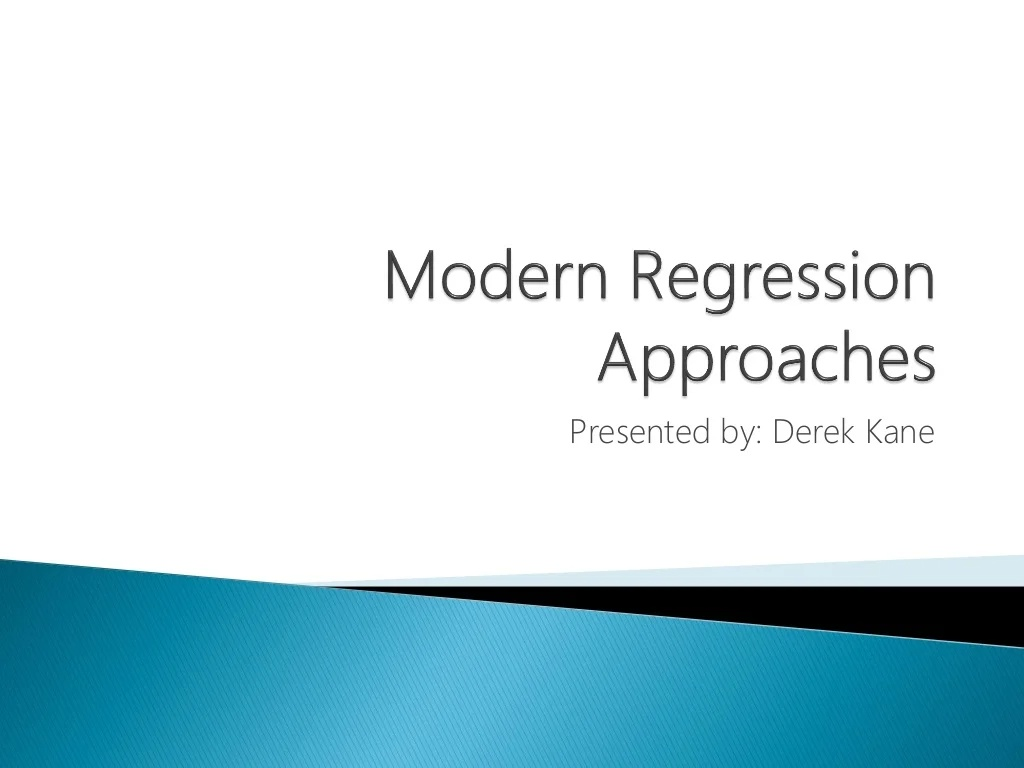 Modern Regression
Approaches
Presented by: Derek Kane